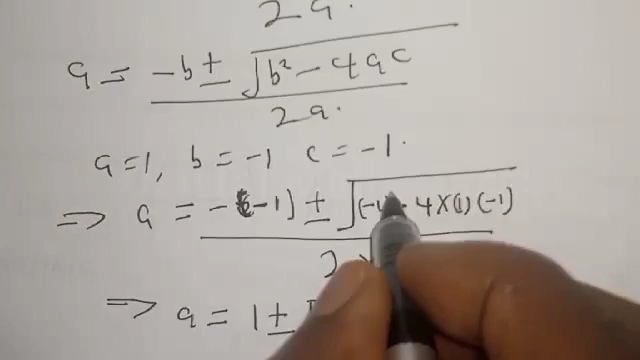 2a.
a = -b ± √b² - 4ac
2a.
a=1, b = -1 c = -1.
⇒ a = -(-1) ± √(-1 - 4×(1)(-1)
2
⇒ a = 1 ±